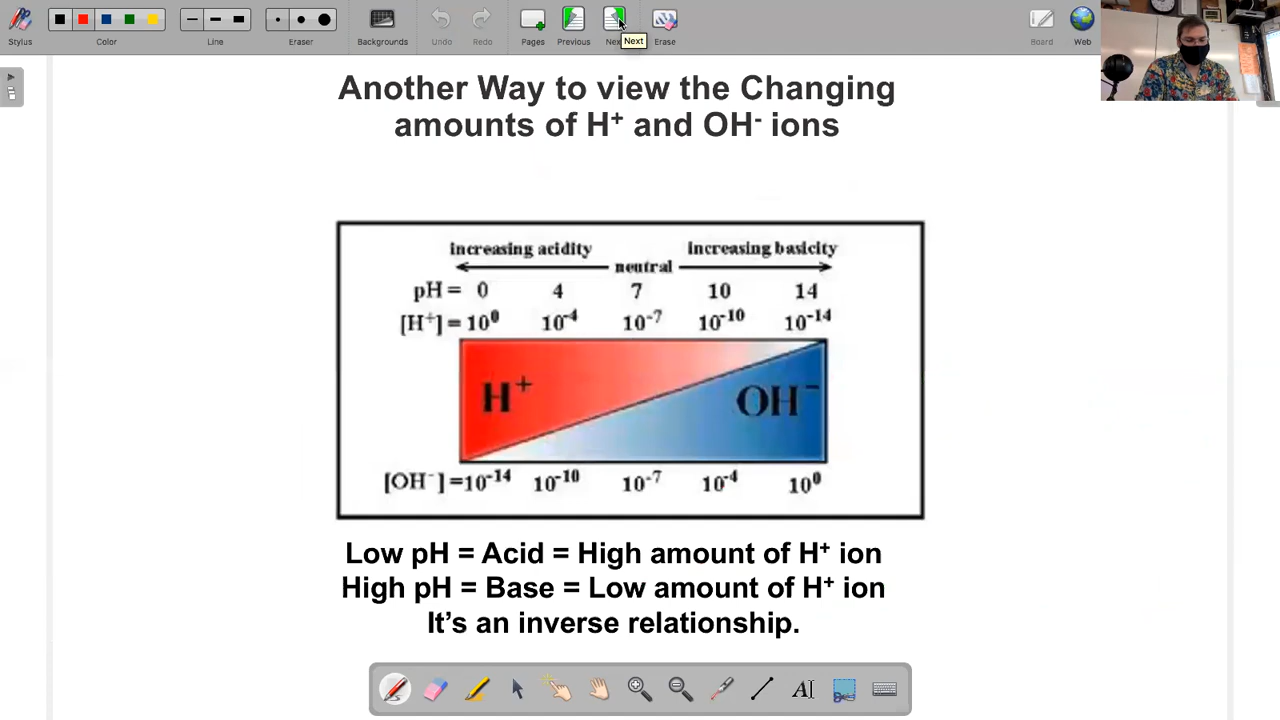 Stylus Color Line Eraser Backgrounds Undo Redo Pages Previous Erase Board Web
Next
Another Way to view the Changing
amounts of H⁺ and OH⁻ ions
increasing acidity increasing basicity
neutral
pH = 0 4 7 10 14
[H⁺] = 10⁰ 10⁻⁴ 10⁻⁷ 10⁻¹⁰ 10⁻¹⁴
H⁺ OH⁻
[OH⁻] = 10⁻¹⁴ 10⁻¹⁰ 10⁻⁷ 10⁻⁴ 10⁰
Low pH = Acid = High amount of H⁺ ion
High pH = Base = Low amount of H⁺ ion
It's an inverse relationship.